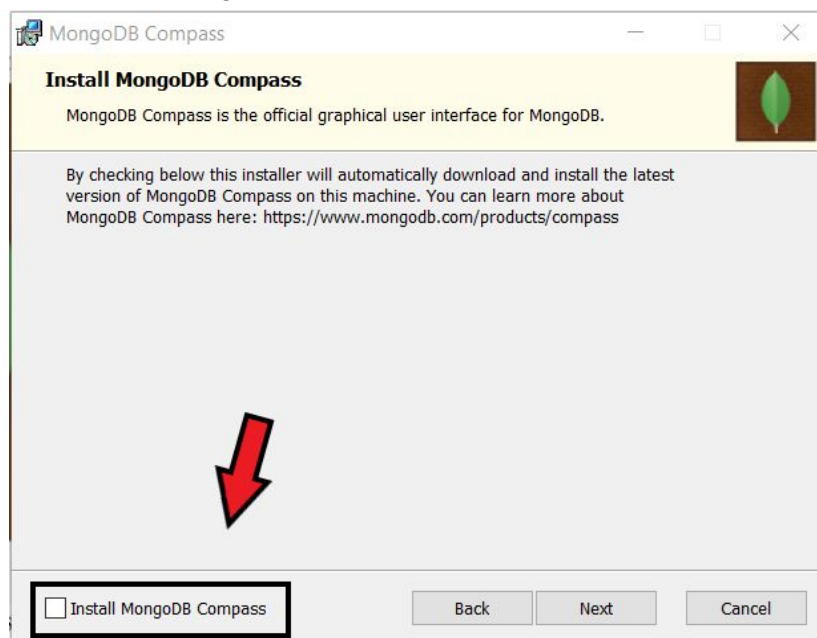 MongoDB Compass
Install MongoDB Compass
MongoDB Compass is the official graphical user interface for MongoDB.
By checking below this installer will automatically download and install the latest
version of MongoDB Compass on this machine. You can learn more about
MongoDB Compass here: https://www.mongodb.com/products/compass
Install MongoDB Compass
Back
Next
Cancel